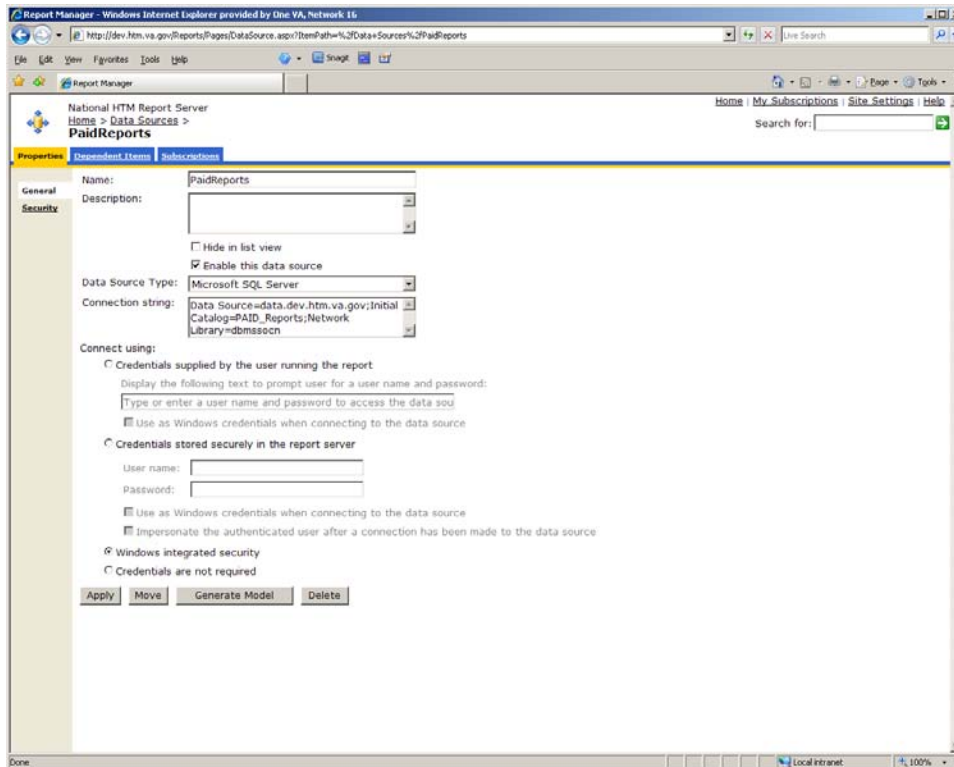 Report Manager - Windows Internet Explorer provided by One VA, Network 16
http://dev.htm.va.gov/Reports/Pages/DataSource.aspx?ItemPath=%2fData+Sources%2fPaidReports
Live Search
File Edit View Favorites Tools Help
SnagIt
Report Manager
Page Tools
National HTM Report Server
Home | My Subscriptions | Site Settings | Help
Home > Data Sources >
Search for:
PaidReports
Properties Dependent Items Subscriptions
General
Security
Name: PaidReports
Description:
Hide in list view
Enable this data source
Data Source Type: Microsoft SQL Server
Connection string: Data Source=data.dev.htm.va.gov;Initial
Catalog=PAID_Reports;Network
Library=dbmssocn
Connect using:
Credentials supplied by the user running the report
Display the following text to prompt user for a user name and password:
Type or enter a user name and password to access the data sou
Use as Windows credentials when connecting to the data source
Credentials stored securely in the report server
User name:
Password:
Use as Windows credentials when connecting to the data source
Impersonate the authenticated user after a connection has been made to the data source
Windows integrated security
Credentials are not required
Apply Move Generate Model Delete
Done
Local intranet
100%